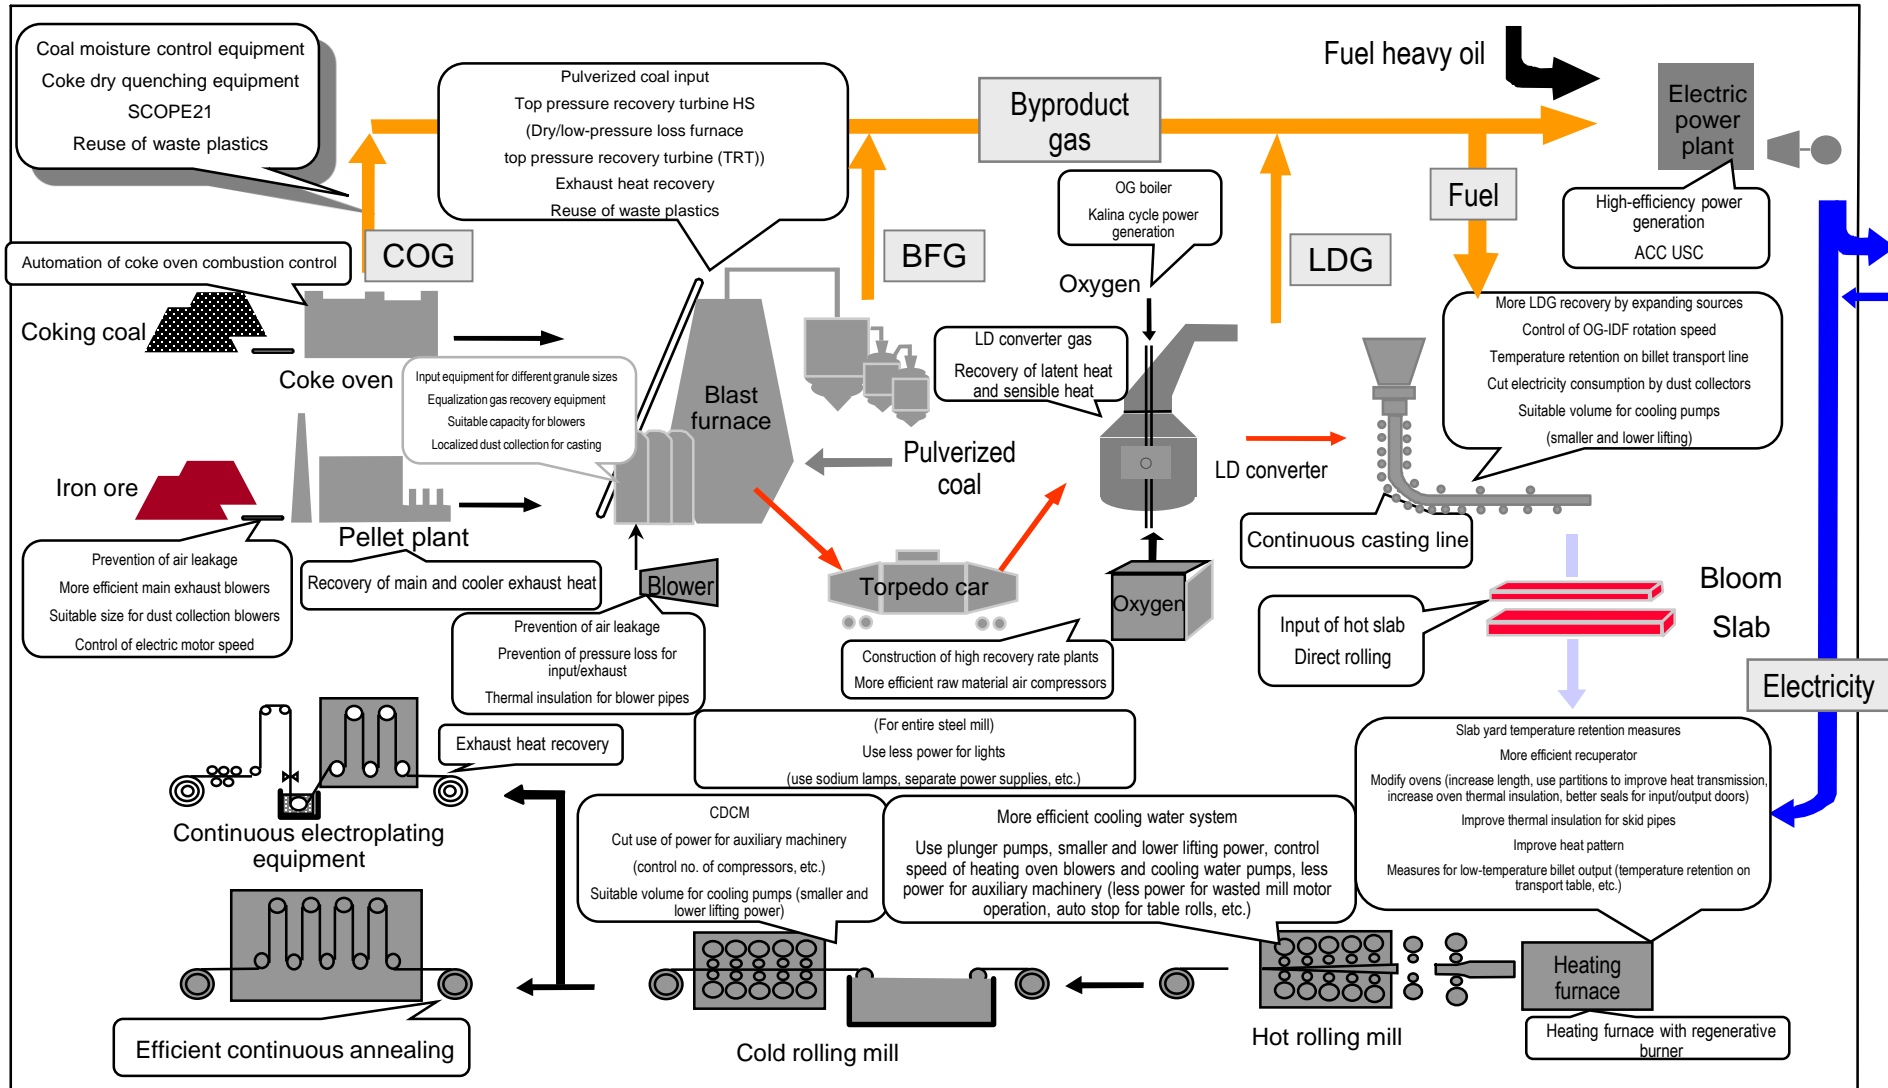 Coal moisture control equipment
Coke dry quenching equipment
SCOPE21
Reuse of waste plastics
Pulverized coal input
Top pressure recovery turbine HS
(Dry/low-pressure loss furnace
top pressure recovery turbine (TRT))
Exhaust heat recovery
Reuse of waste plastics
Byproduct
gas
Fuel heavy oil
Electric
power
plant
OG boiler
Kalina cycle power
generation
Fuel
High-efficiency power
generation
ACC USC
COG
BFG
LDG
Automation of coke oven combustion control
Oxygen
Coking coal
Coke oven
Input equipment for different granule sizes
Equalization gas recovery equipment
Suitable capacity for blowers
Localized dust collection for casting
Blast
furnace
LD converter gas
Recovery of latent heat
and sensible heat
More LDG recovery by expanding sources
Control of OG-IDF rotation speed
Temperature retention on billet transport line
Cut electricity consumption by dust collectors
Suitable volume for cooling pumps
(smaller and lower lifting)
Pulverized
coal
LD converter
Iron ore
Pellet plant
Continuous casting line
Prevention of air leakage
More efficient main exhaust blowers
Suitable size for dust collection blowers
Control of electric motor speed
Recovery of main and cooler exhaust heat
Blower
Torpedo car
Oxygen
Bloom
Slab
Input of hot slab
Direct rolling
Prevention of air leakage
Prevention of pressure loss for
input/exhaust
Thermal insulation for blower pipes
Construction of high recovery rate plants
More efficient raw material air compressors
Electricity
(For entire steel mill)
Use less power for lights
(use sodium lamps, separate power supplies, etc.)
Exhaust heat recovery
Slab yard temperature retention measures
More efficient recuperator
Modify ovens (increase length, use partitions to improve heat transmission,
increase oven thermal insulation, better seals for input/output doors)
Improve thermal insulation for skid pipes
Improve heat pattern
Measures for low-temperature billet output (temperature retention on
transport table, etc.)
Continuous electroplating
equipment
CDCM
Cut use of power for auxiliary machinery
(control no. of compressors, etc.)
Suitable volume for cooling pumps (smaller and
lower lifting power)
More efficient cooling water system
Use plunger pumps, smaller and lower lifting power, control
speed of heating oven blowers and cooling water pumps, less
power for auxiliary machinery (less power for wasted mill motor
operation, auto stop for table rolls, etc.)
Heating
furnace
Efficient continuous annealing
Cold rolling mill
Hot rolling mill
Heating furnace with regenerative
burner